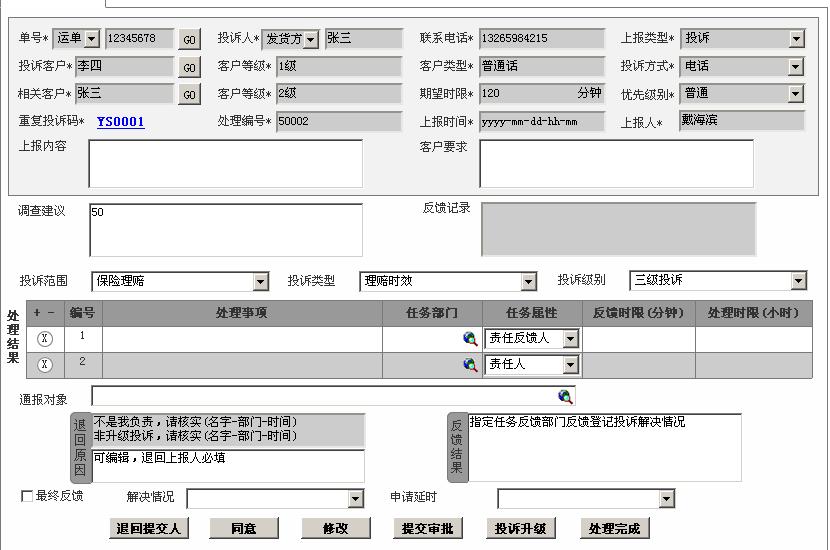 单号* 运单 12345678 GO 投诉人* 发货方 张三 联系电话* 13265984215 上报类型* 投诉
投诉客户* 李四 GO 客户等级* 1级 客户类型* 普通话 投诉方式* 电话
相关客户* 张三 GO 客户等级* 2级 期望时限* 120 分钟 优先级别* 普通
重复投诉码* YS0001 处理编号* 50002 上报时间* yyyy-mm-dd-hh-mm 上报人* 戴海滨
上报内容 客户要求
调查建议 50 反馈记录
投诉范围 保险理赔 投诉类型 理赔时效 投诉级别 三级投诉
处理结果
+ - 编号 处理事项 任务部门 任务属性 反馈时限(分钟) 处理时限(小时)
X 1 责任反馈人
X 2 责任人
通报对象
退回原因
不是我负责，请核实(名字-部门-时间)
非升级投诉，请核实(名字-部门-时间)
可编辑，退回上报人必填
反馈结果
指定任务反馈部门反馈登记投诉解决情况
最终反馈 解决情况 申请延时
退回提交人 同意 修改 提交审批 投诉升级 处理完成